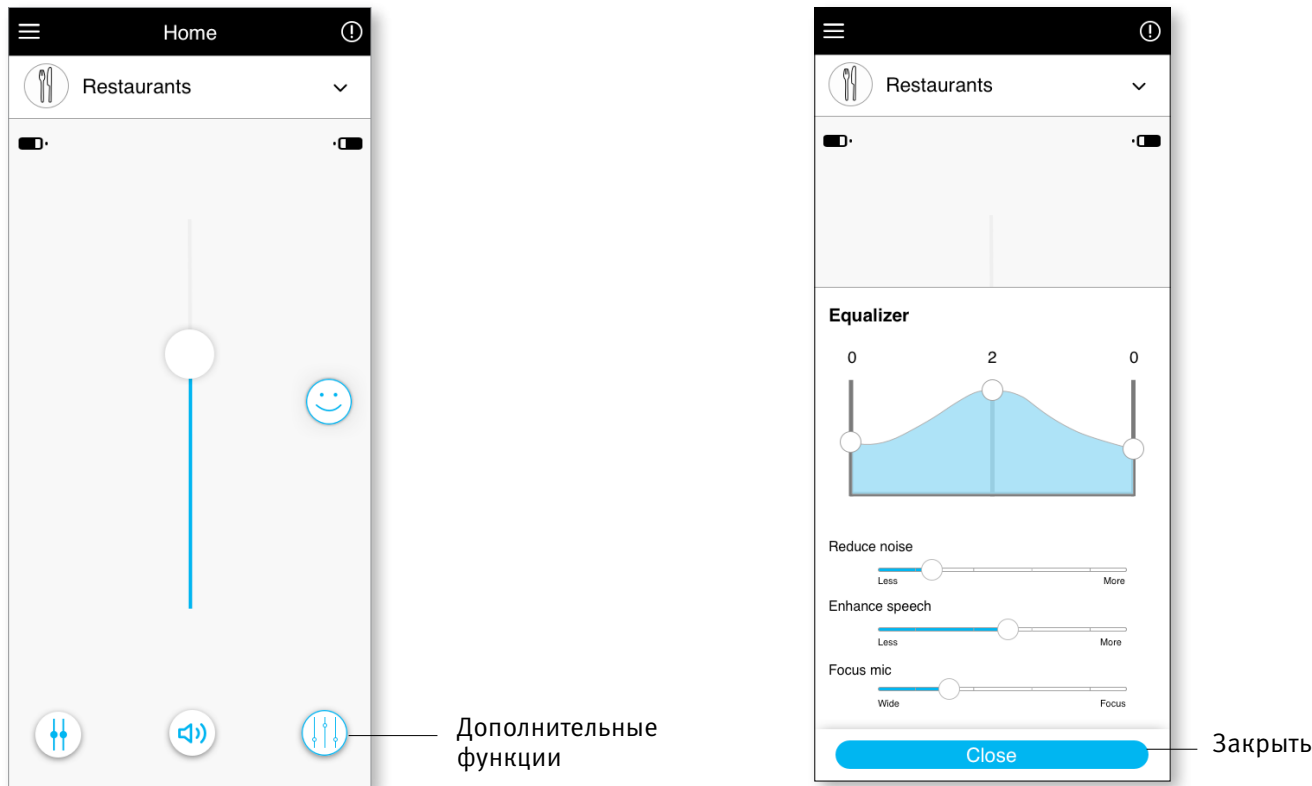 Home
Restaurants
Дополнительные
функции
Restaurants
Equalizer
0 2 0
Reduce noise
Less More
Enhance speech
Less More
Focus mic
Wide Focus
Close
Закрыть